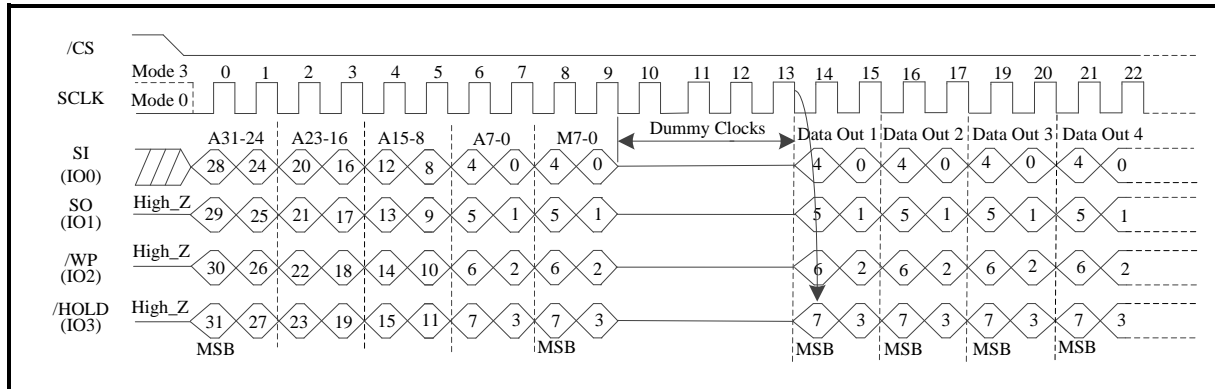 /CS
Mode 3 0 1 2 3 4 5 6 7 8 9 10 11 12 13 14 15 16 17 19 20 21 22
SCLK Mode 0
A31-24 A23-16 A15-8 A7-0 M7-0 Dummy Clocks Data Out 1 Data Out 2 Data Out 3 Data Out 4
SI
(IO0) 28 24 20 16 12 8 4 0 4 0 4 0 4 0 4 0 4 0
High_Z
SO
(IO1) 29 25 21 17 13 9 5 1 5 1 5 1 5 1 5 1 5 1
High_Z
/WP
(IO2) 30 26 22 18 14 10 6 2 6 2 6 2 6 2 6 2 6 2
High_Z
/HOLD
(IO3) 31 27 23 19 15 11 7 3 7 3 7 3 7 3 7 3 7 3
MSB MSB MSB MSB MSB MSB